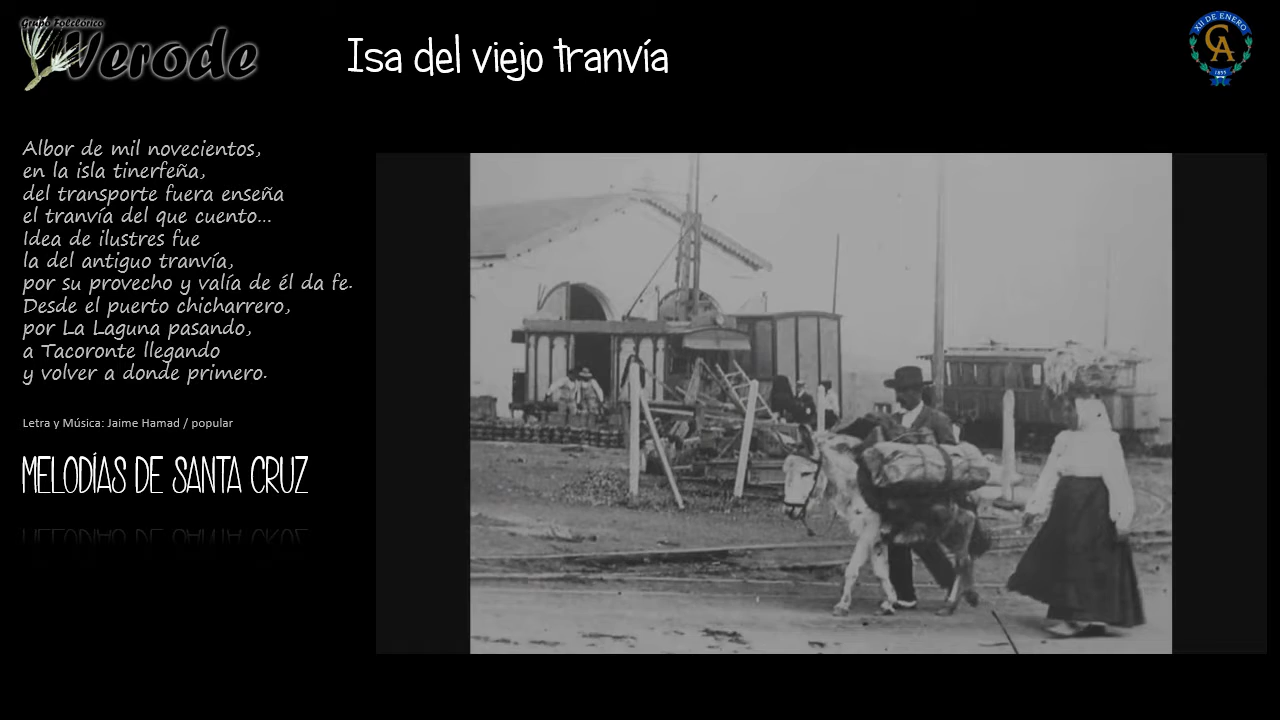 Grupo Folclórico
Verode
Isa del viejo tranvía
XII DE ENERO
CA
1855
Albor de mil novecientos,
en la isla tinerfeña,
del transporte fuera enseña
el tranvía del que cuento...
Idea de ilustres fue
la del antiguo tranvía,
por su provecho y valía de él da fe.
Desde el puerto chicharrero,
por La Laguna pasando,
a Tacoronte llegando
y volver a donde primero.
Letra y Música: Jaime Hamad / popular
MELODÍAS DE SANTA CRUZ